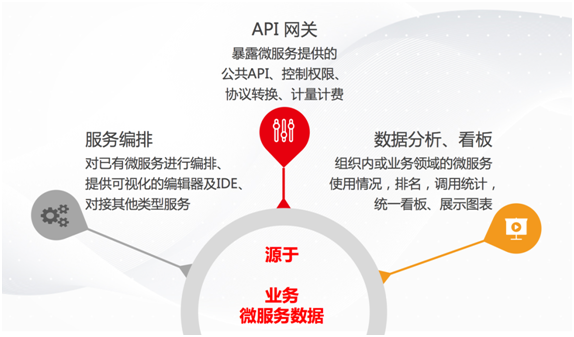 API 网关
暴露微服务提供的
公共API、控制权限、
协议转换、计量计费
服务编排
对已有微服务进行编排、
提供可视化的编辑器及IDE、
对接其他类型服务
数据分析、看板
组织内或业务领域的微服务
使用情况，排名，调用统计，
统一看板、展示图表
源于
业务
微服务数据